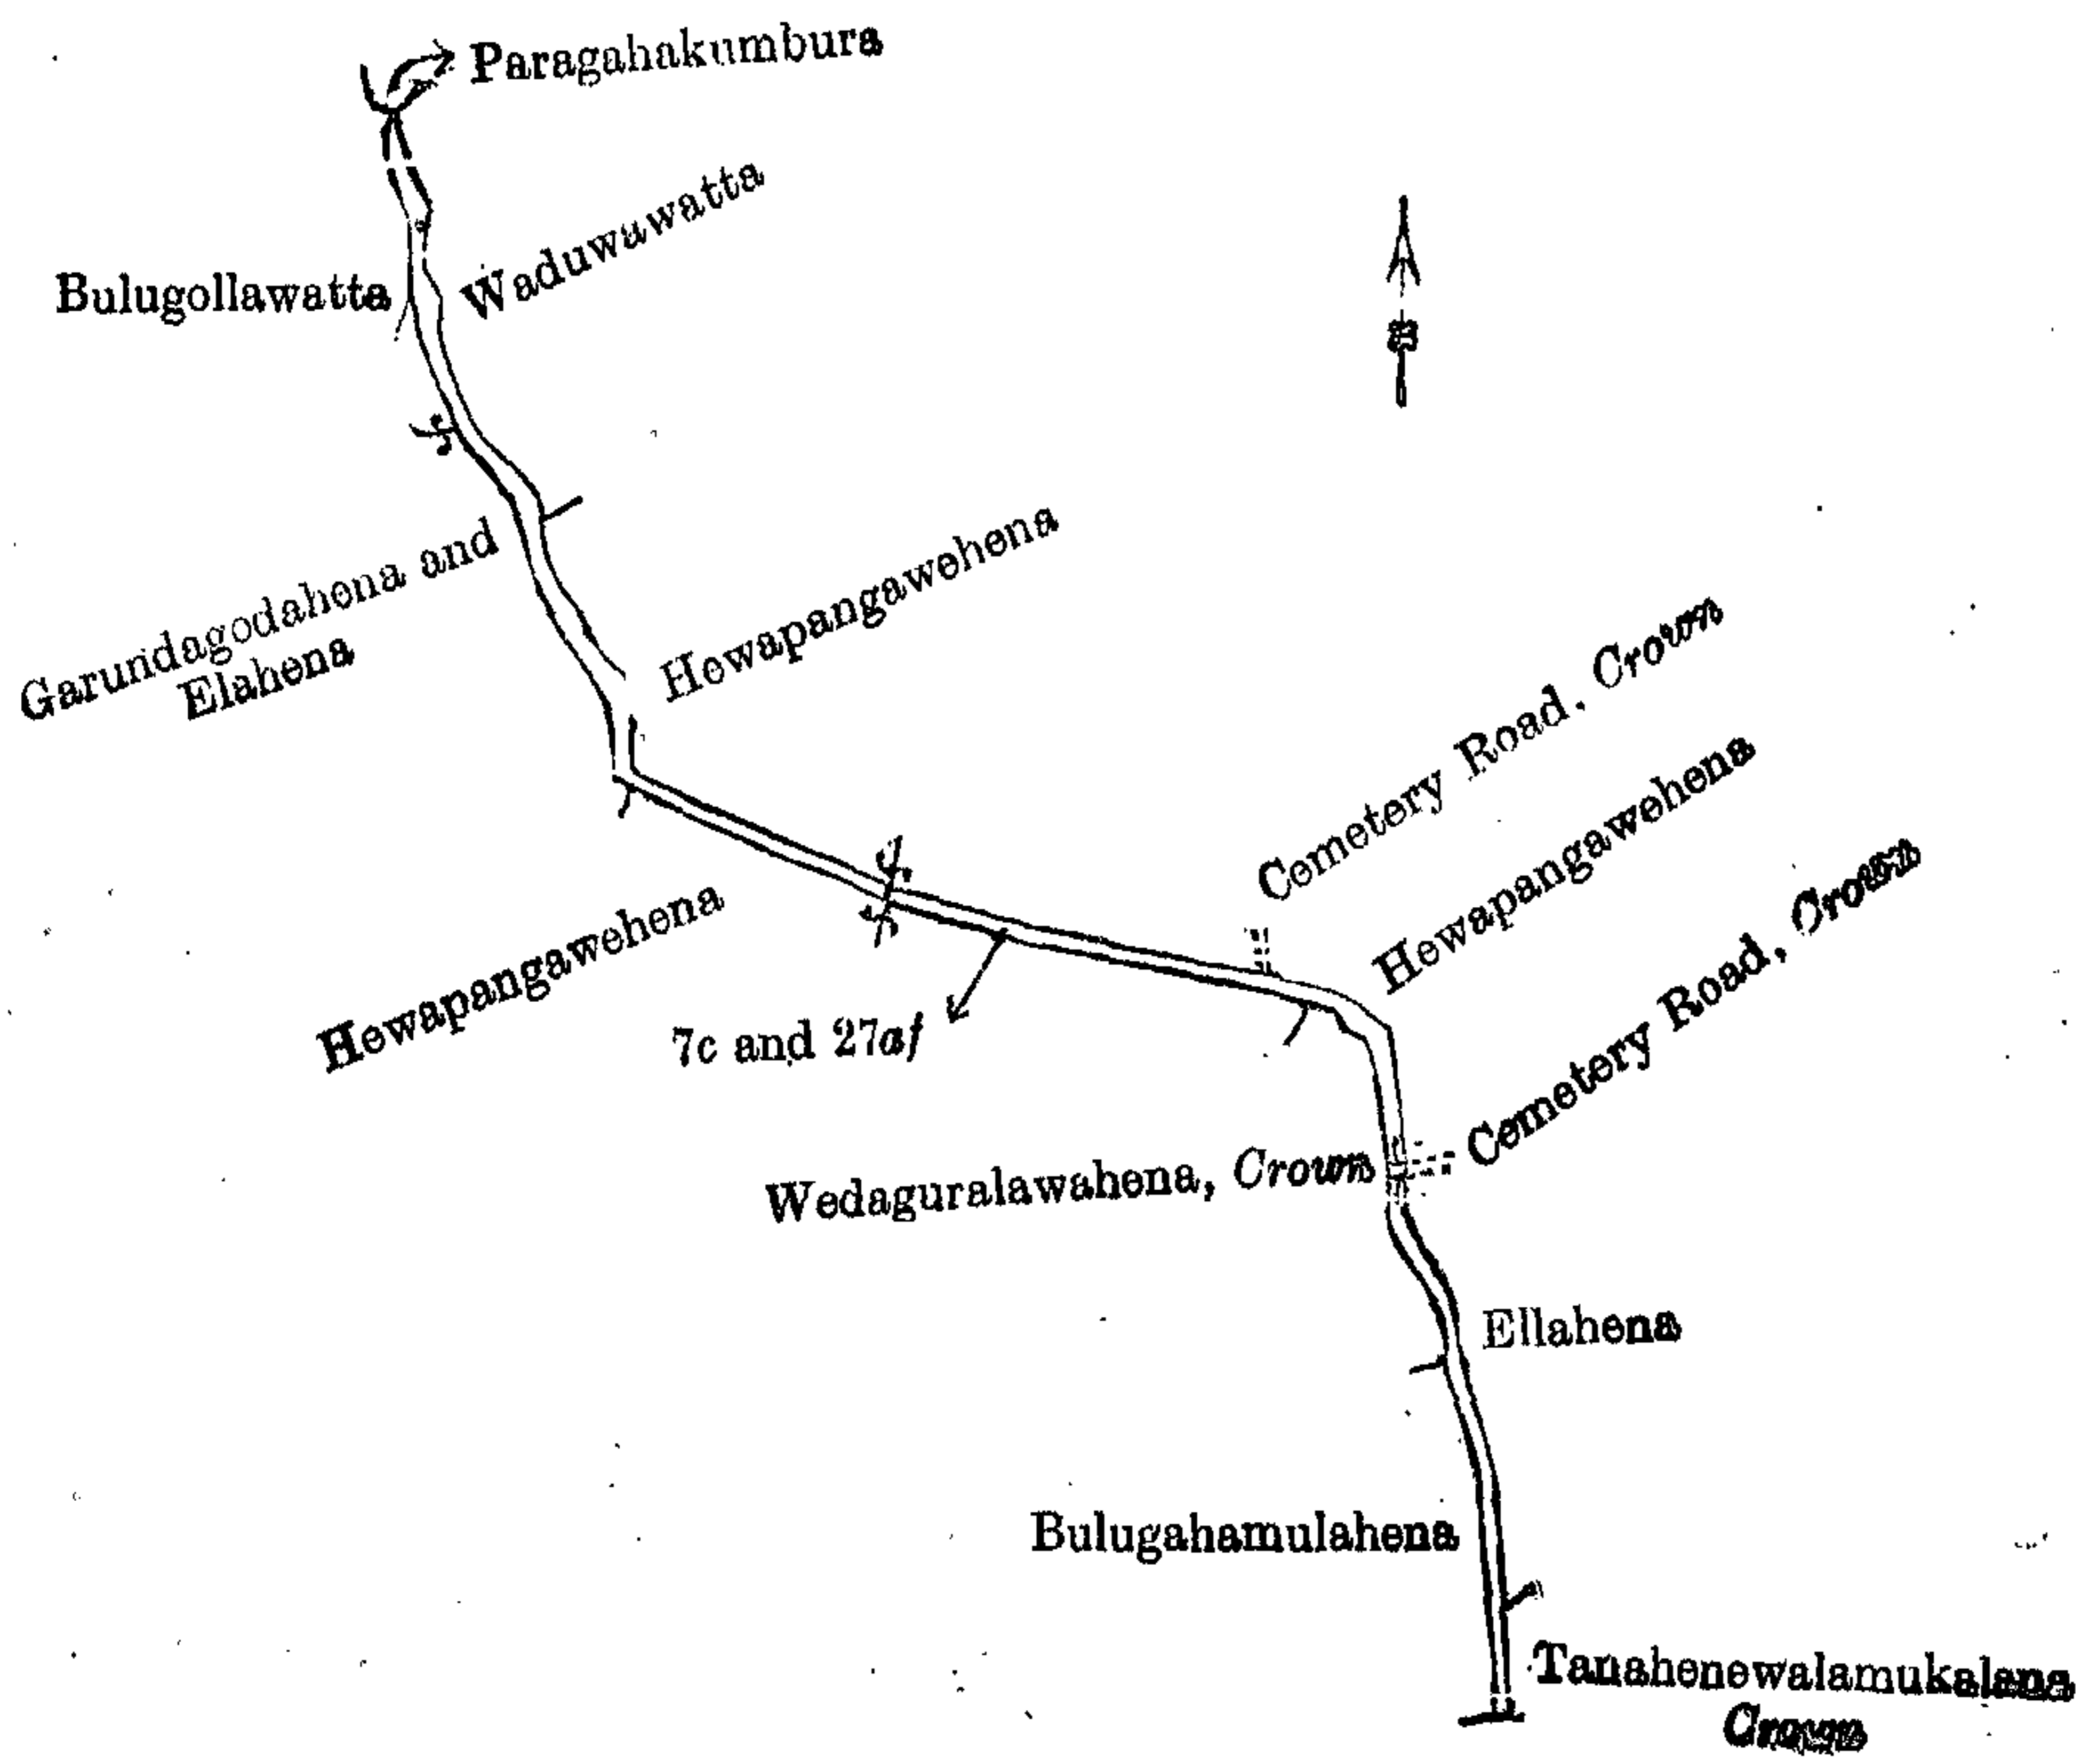 Paragahakumbura
Waduwawatta
Bulugollawatta
Garundagodahena and
Elahena
Hewapangawehena
Cemetery Road, Crown
Hewapangawehena
Cemetery Road, Crown
Hewapangawehena
7c and 27af
Wedaguralawahena, Crown
Ellahena
Bulugahamulahena
Tanahenewalamukalana
Crown